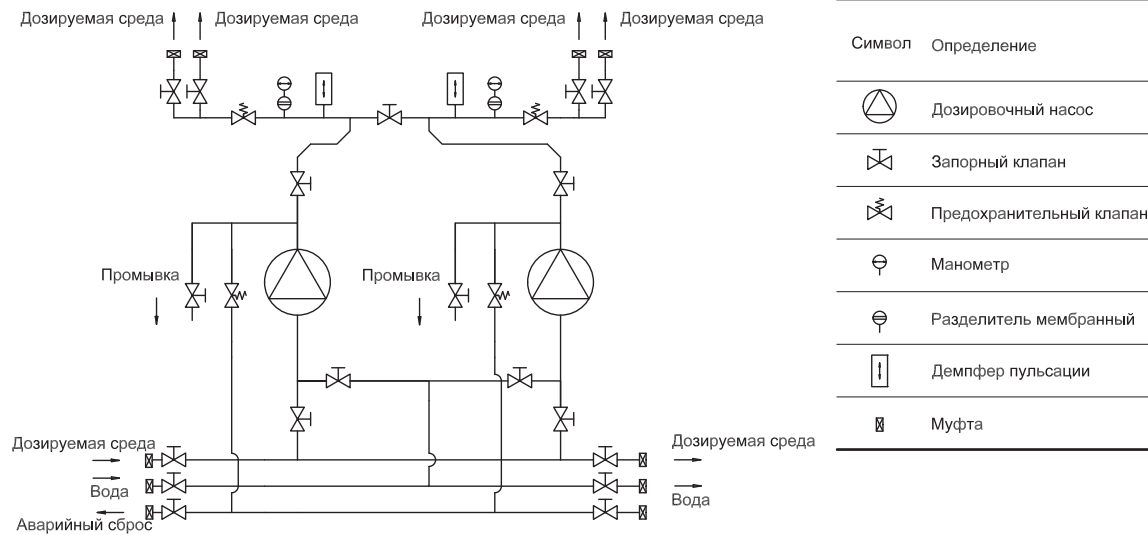 Дозируемая среда
Дозируемая среда
Дозируемая среда
Дозируемая среда
Промывка
Промывка
Дозируемая среда
Вода
Аварийный сброс
Дозируемая среда
Вода
Символ Определение
Дозировочный насос
Запорный клапан
Предохранительный клапан
Манометр
Разделитель мембранный
Демпфер пульсации
Муфта